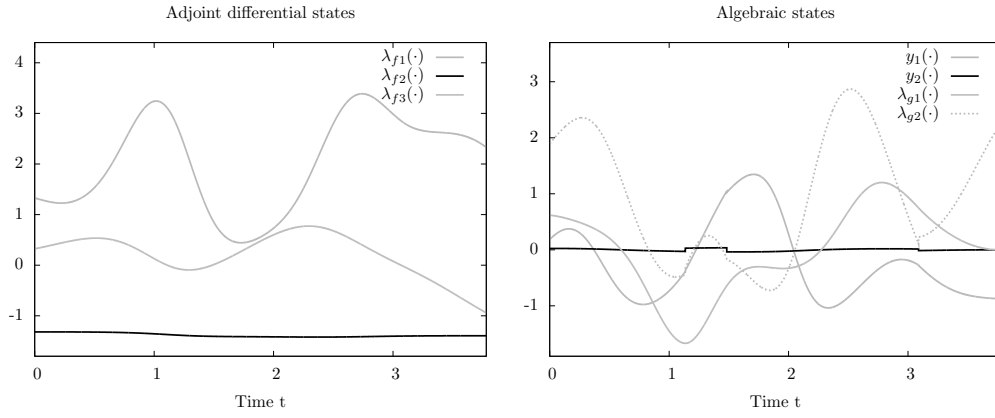 Adjoint differential states
4
3
2
1
0
-1
0 1 2 3
Time t
λf1(·)
λf2(·)
λf3(·)
Algebraic states
3
2
1
0
-1
0 1 2 3
Time t
y1(·)
y2(·)
λg1(·)
λg2(·)